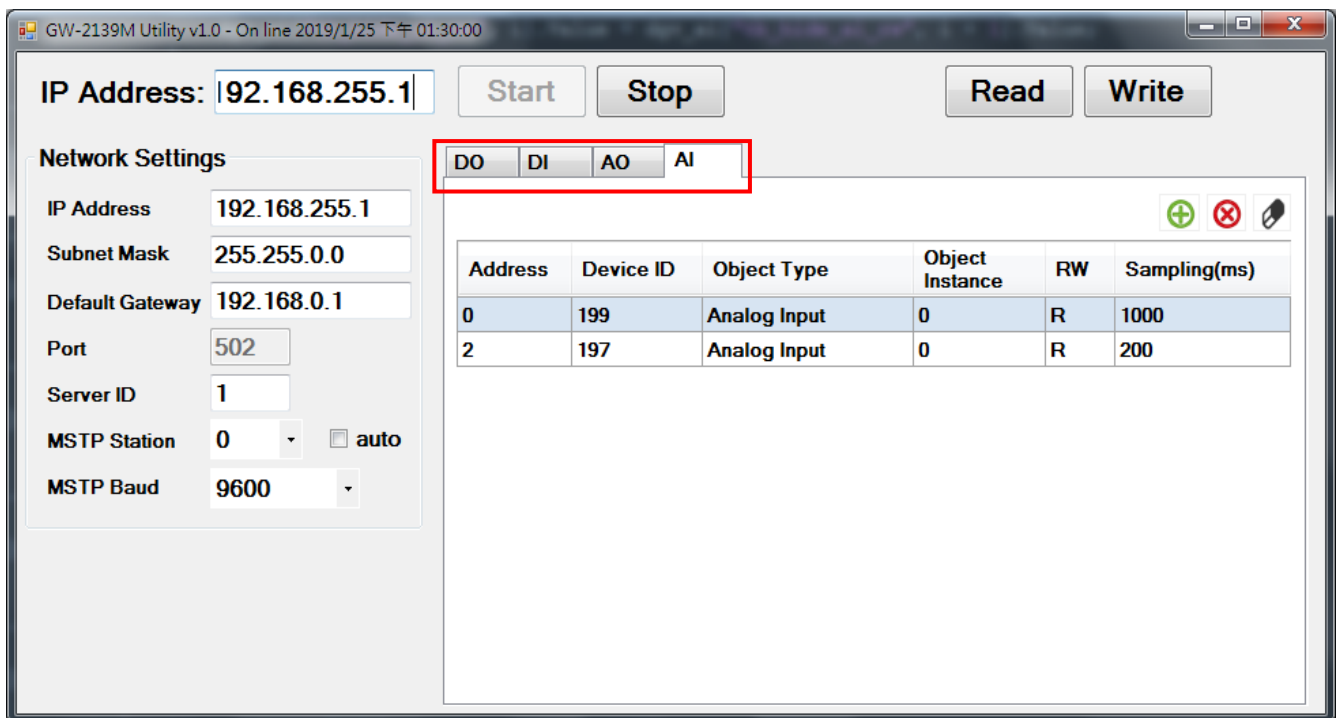 GW-2139M Utility v1.0 - On line 2019/1/25 下午 01:30:00
IP Address: 192.168.255.1 Start Stop Read Write
Network Settings
IP Address 192.168.255.1
Subnet Mask 255.255.0.0
Default Gateway 192.168.0.1
Port 502
Server ID 1
MSTP Station 0 auto
MSTP Baud 9600
DO DI AO AI
Address Device ID Object Type Object Instance RW Sampling(ms)
0 199 Analog Input 0 R 1000
2 197 Analog Input 0 R 200